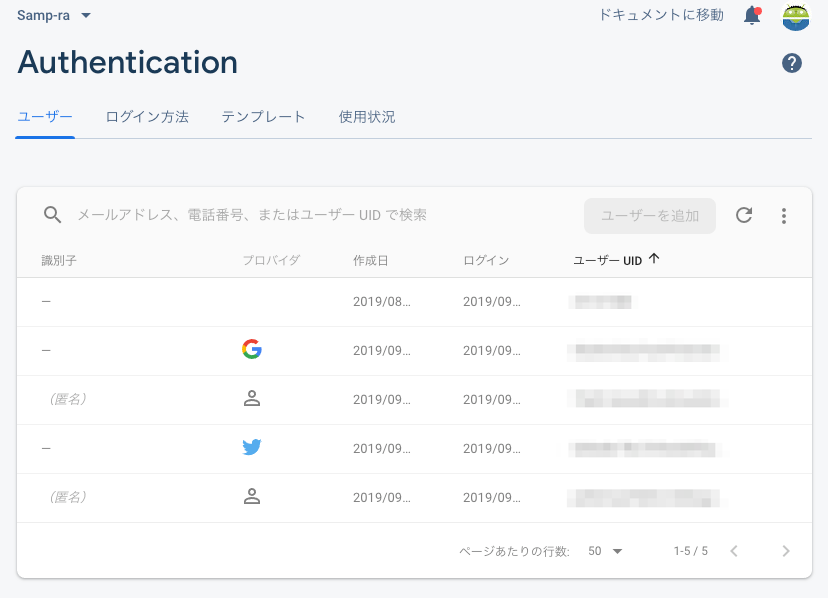 Samp-ra ドキュメントに移動
Authentication
ユーザー ログイン方法 テンプレート 使用状況
メールアドレス、電話番号、またはユーザー UID で検索 ユーザーを追加
識別子 プロバイダ 作成日 ログイン ユーザー UID
— 2019/08... 2019/09...
— 2019/09... 2019/09...
(匿名) 2019/09... 2019/09...
— 2019/09... 2019/09...
(匿名) 2019/09... 2019/09...
ページあたりの行数: 50 1-5 / 5